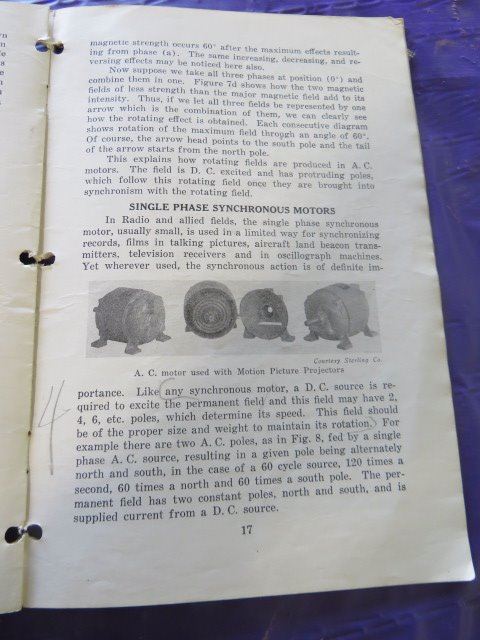 magnetic strength occurs 60° after the maximum effects result-
ing from phase (a). The same increasing, decreasing, and re-
versing effects may be noticed here also.
Now suppose we take all three phases at position (0°) and
combine them in one. Figure 7d shows how the two magnetic
fields of less strength than the major magnetic field add to its
intensity. Thus, if we let all three fields be represented by one
arrow which is the combination of them, we can clearly see
how the rotating effect is obtained. Each consecutive diagram
shows rotation of the maximum field through an angle of 60°.
Of course, the arrow head points to the south pole and the tail
of the arrow starts from the north pole.
This explains how rotating fields are produced in A. C.
motors. The field is D. C. excited and has protruding poles,
which follow this rotating field once they are brought into
synchronism with the rotating field.
SINGLE PHASE SYNCHRONOUS MOTORS
In Radio and allied fields, the single phase synchronous
motor, usually small, is used in a limited way for synchronizing
records, films in talking pictures, aircraft land beacon trans-
mitters, television receivers and in oscillograph machines.
Yet wherever used, the synchronous action is of definite im-
Courtesy Sterling Co.
A. C. motor used with Motion Picture Projectors
portance. Like any synchronous motor, a D. C. source is re-
quired to excite the permanent field and this field may have 2,
4, 6, etc. poles, which determine its speed. This field should
be of the proper size and weight to maintain its rotation. For
example there are two A. C. poles, as in Fig. 8, fed by a single
phase A. C. source, resulting in a given pole being alternately
north and south, in the case of a 60 cycle source, 120 times a
second, 60 times a north and 60 times a south pole. The per-
manent field has two constant poles, north and south, and is
supplied current from a D. C. source.
17